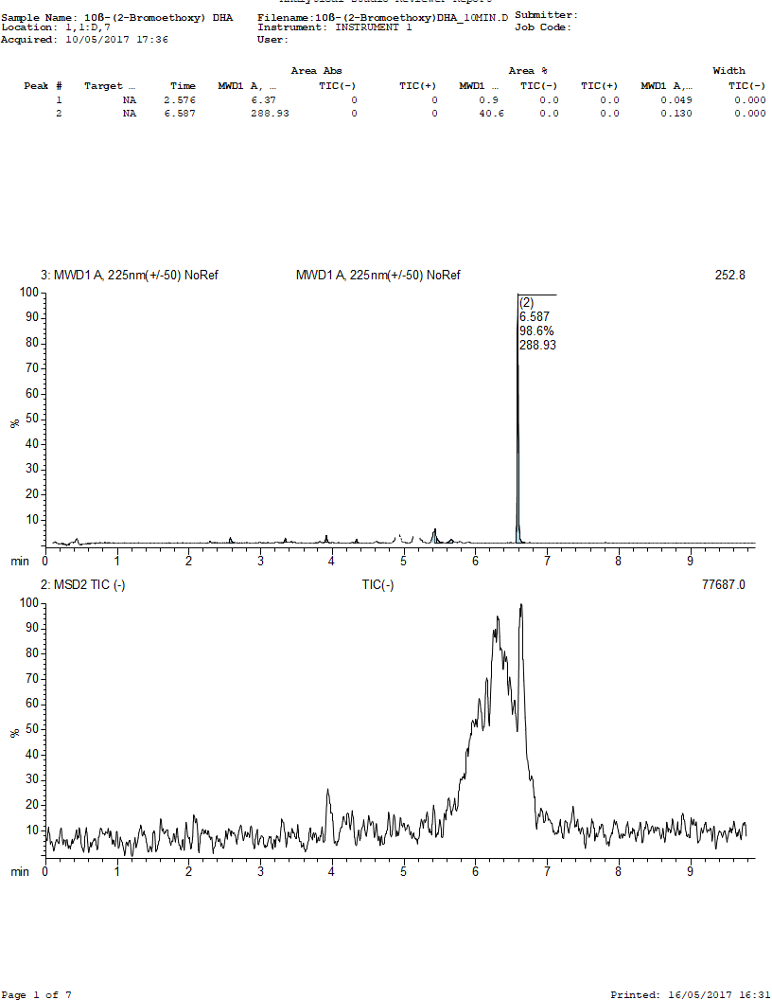 Sample Name: 10ß-(2-Bromoethoxy) DHA Filename:10ß-(2-Bromoethoxy)DHA_10MIN.D Submitter:
Location: 1,1:D,7 Instrument: INSTRUMENT 1 Job Code:
Acquired: 10/05/2017 17:36 User:
Area Abs Area % Width
Peak # Target … Time MWD1 A, … TIC(-) TIC(+) MWD1 … TIC(-) TIC(+) MWD1 A,… TIC(-)
1 NA 2.576 6.37 0 0 0.9 0.0 0.0 0.049 0.000
2 NA 6.587 288.93 0 0 40.6 0.0 0.0 0.130 0.000
3: MWD1 A, 225nm(+/-50) NoRef MWD1 A, 225nm(+/-50) NoRef 252.8
100
(2)
90
6.587
98.6%
80
288.93
70
60
50
%
40
30
20
10
min 0 1 2 3 4 5 6 7 8 9
2: MSD2 TIC (-) TIC(-) 77687.0
100
90
80
70
60
50
%
40
30
20
10
min 0 1 2 3 4 5 6 7 8 9
Page 1 of 7 Printed: 16/05/2017 16:31